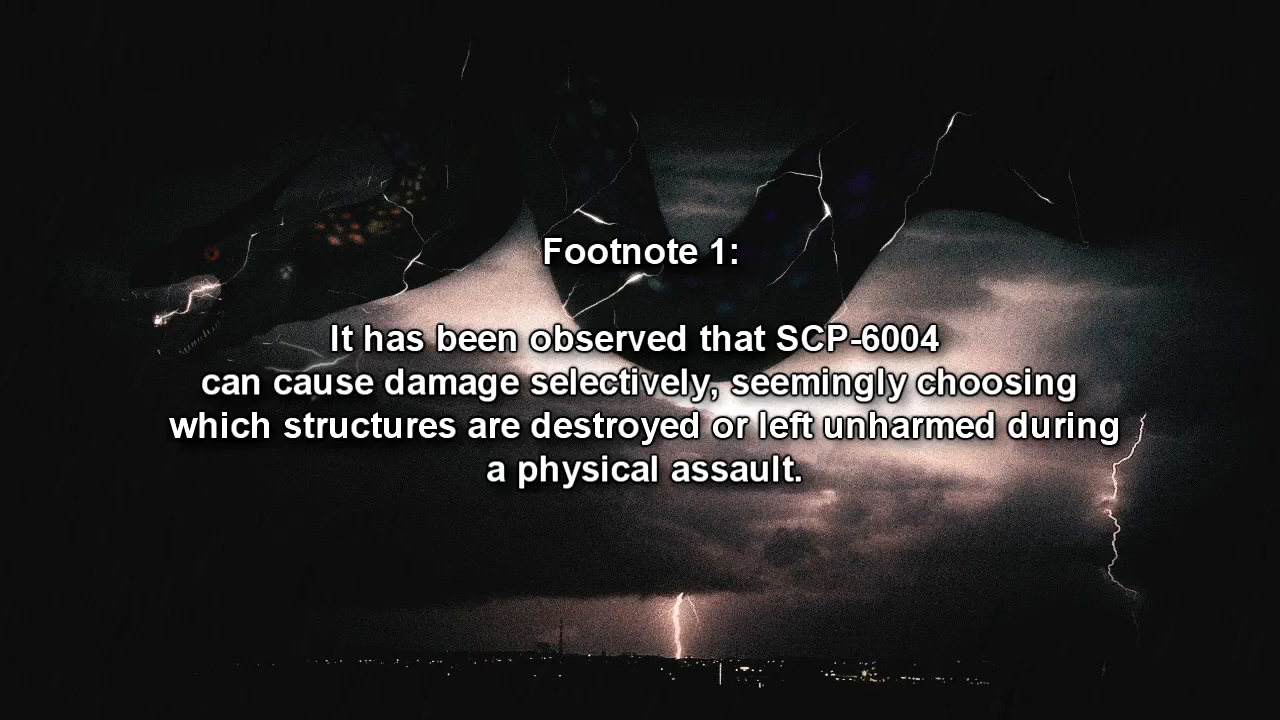 Footnote 1:
It has been observed that SCP-6004
can cause damage selectively, seemingly choosing
which structures are destroyed or left unharmed during
a physical assault.